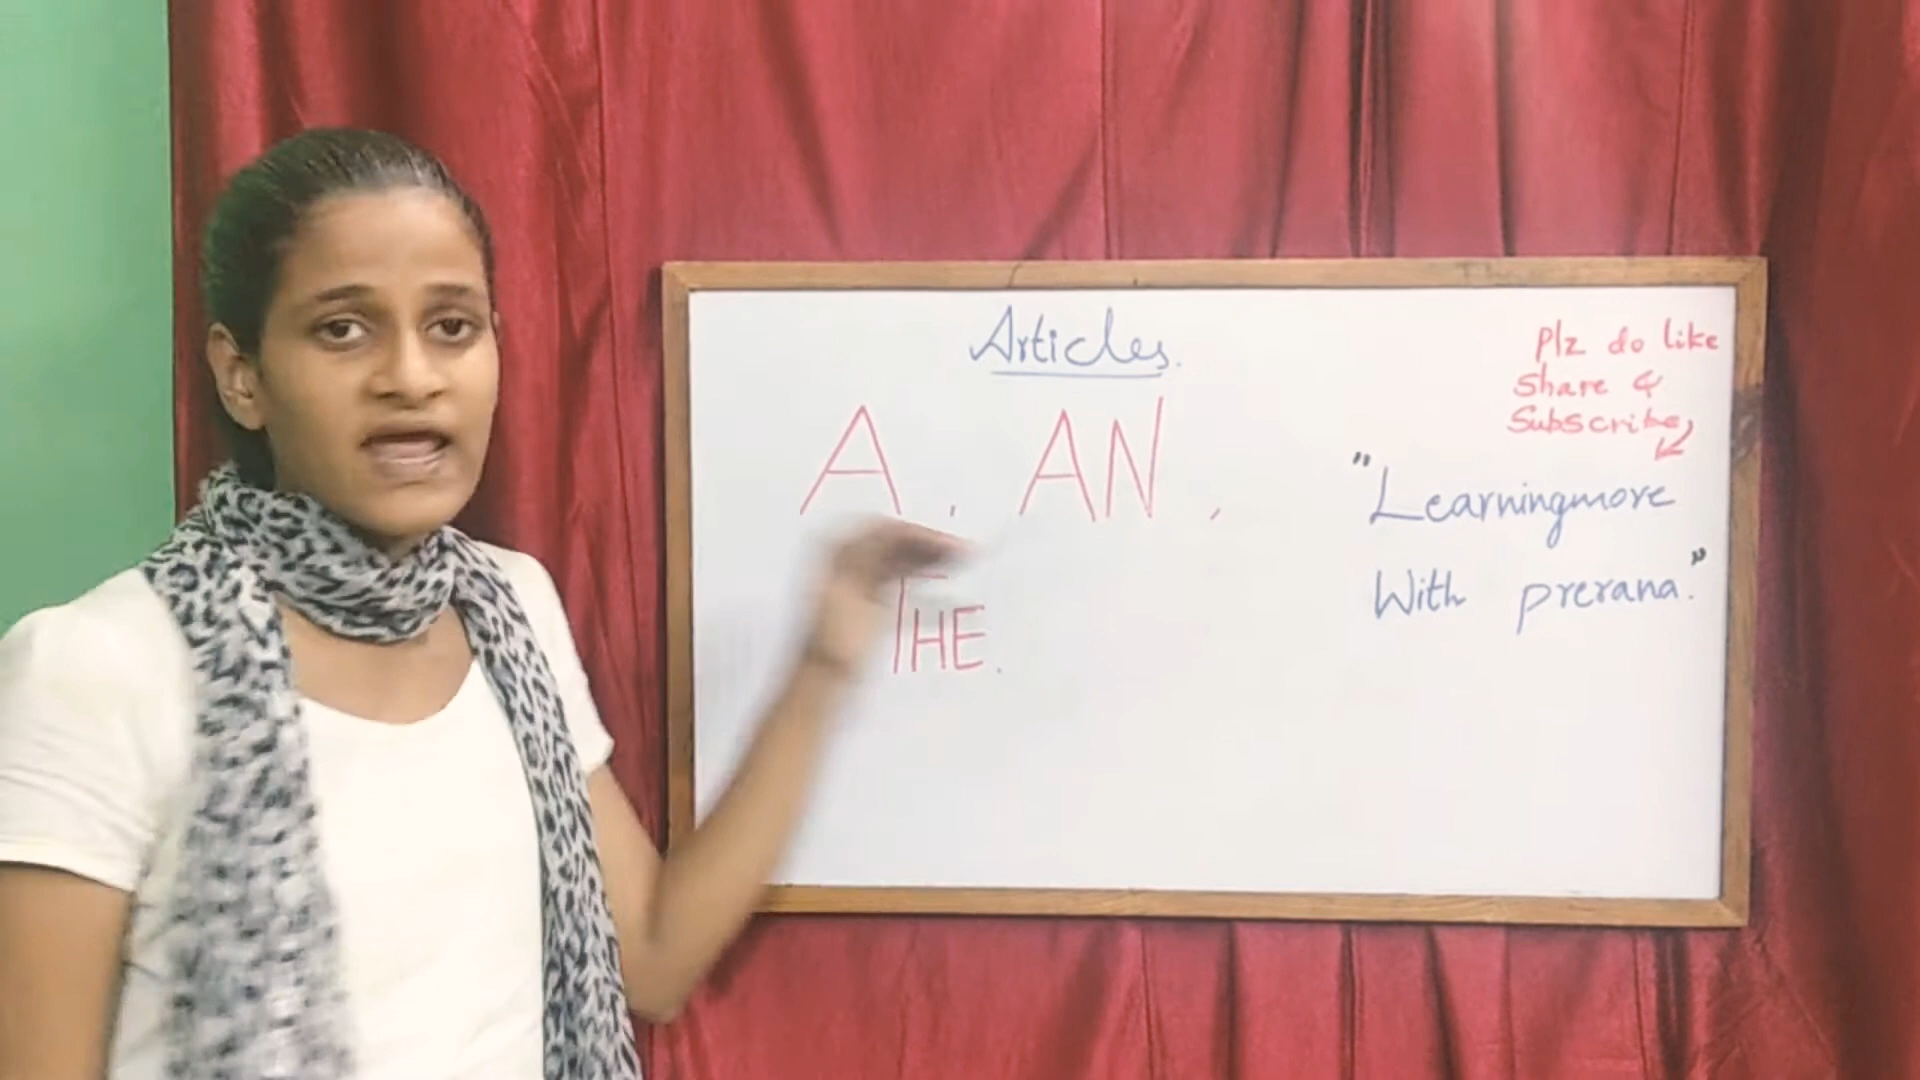 Articles.
A, AN,
THE.
Plz do like
Share &
Subscribe
"Learningmore
With prerana."